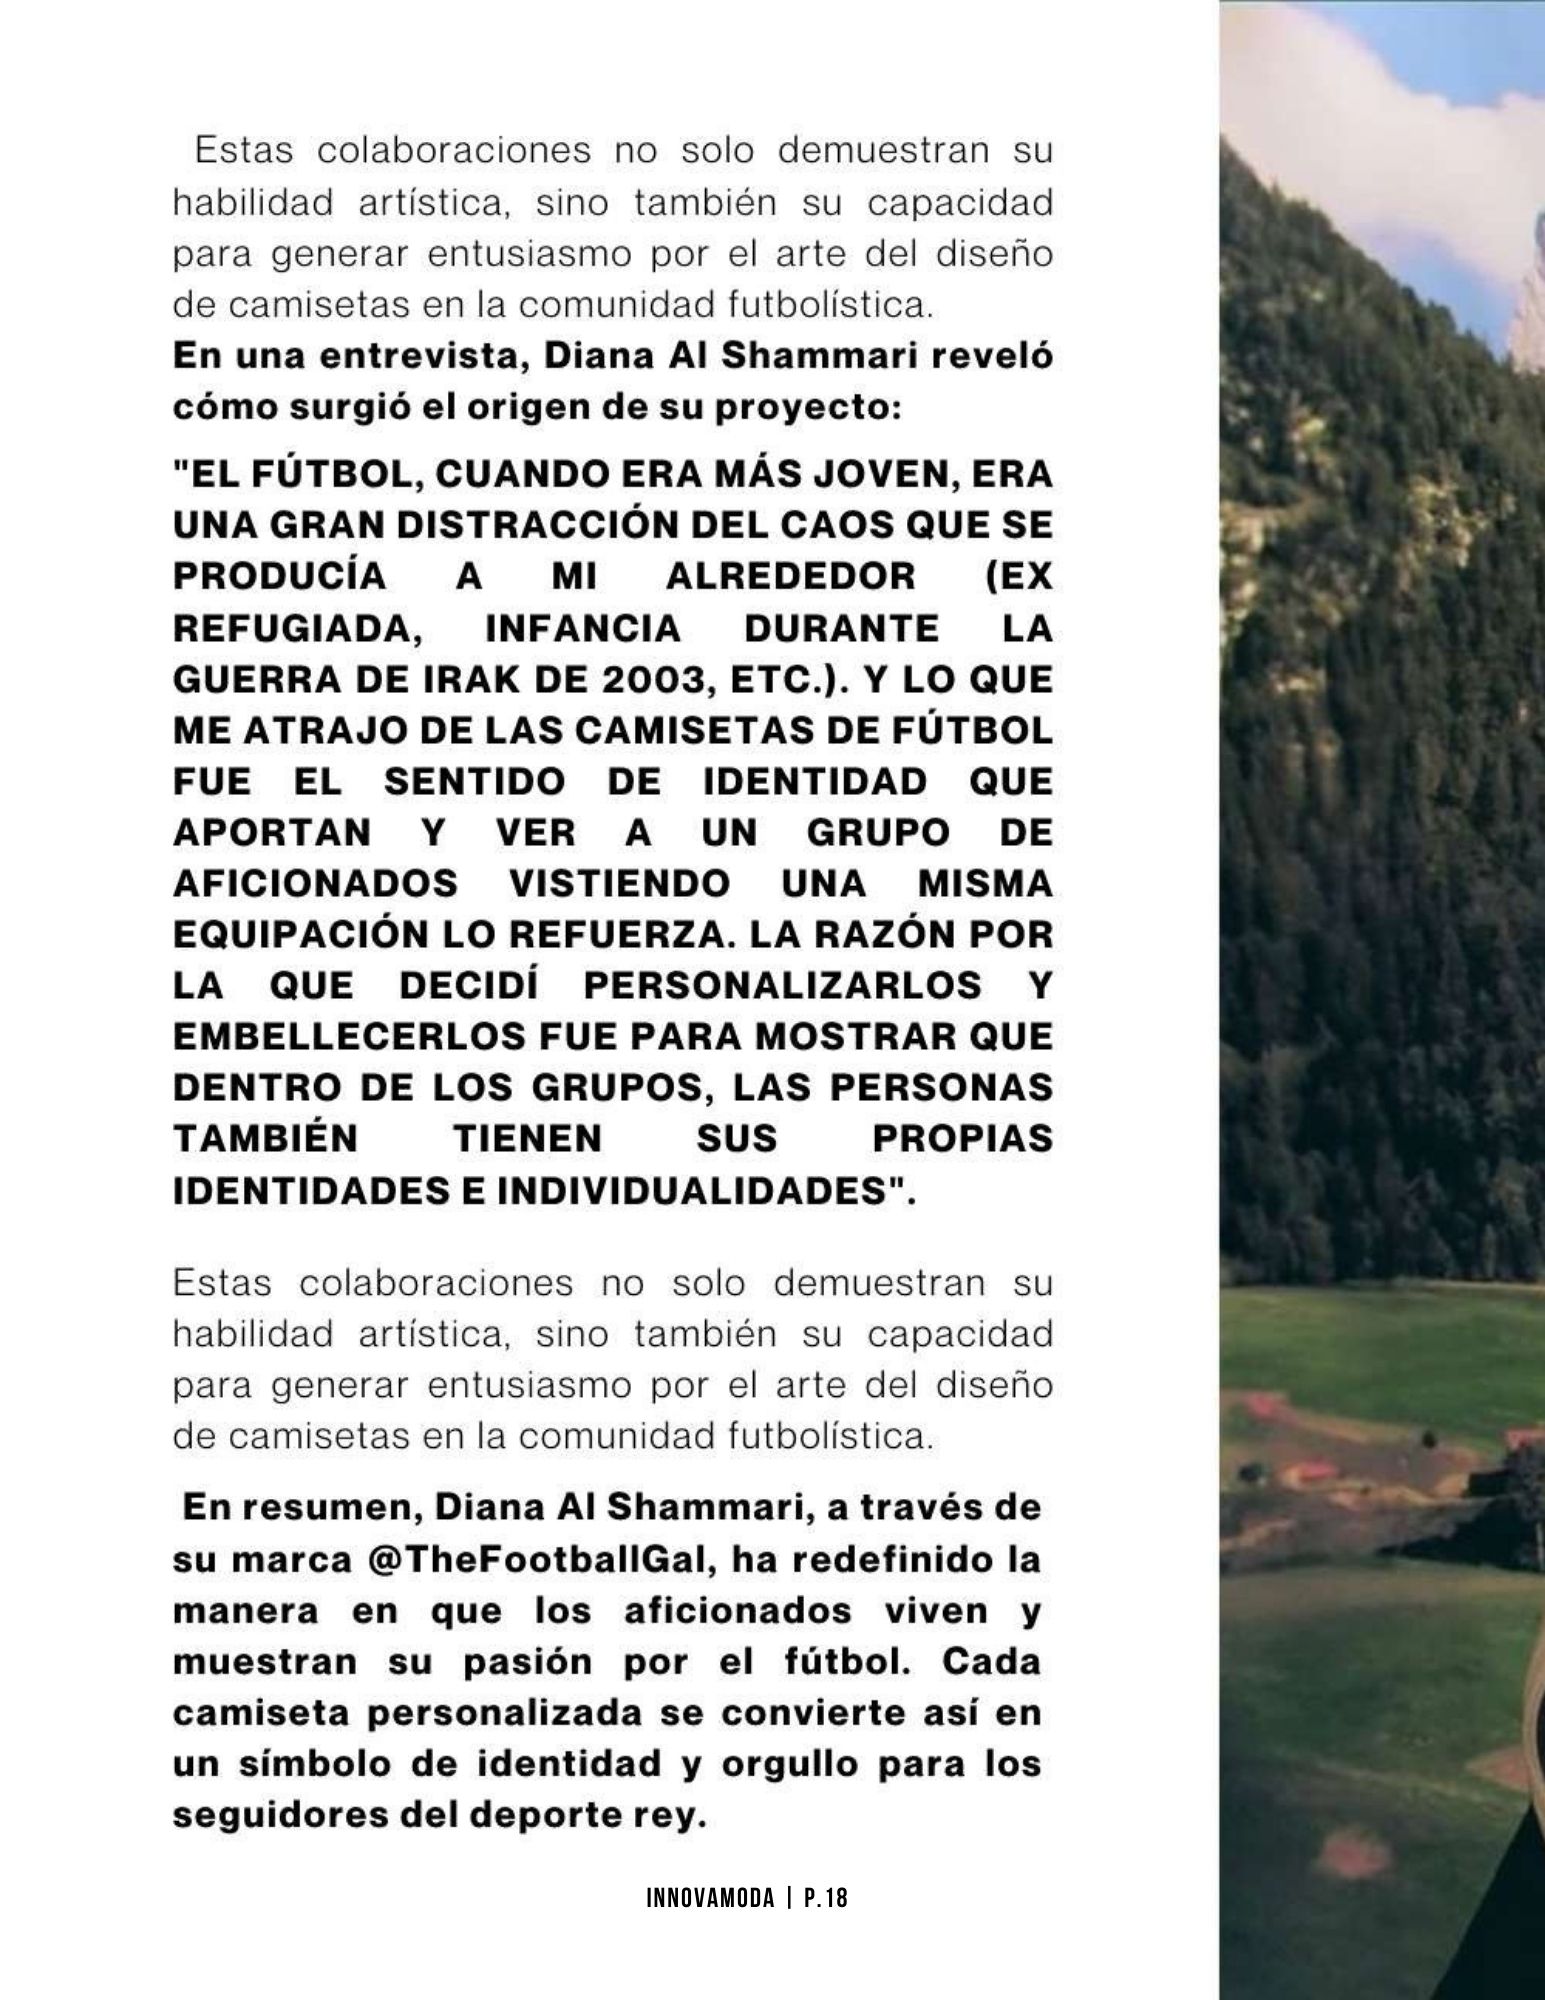 Estas colaboraciones no solo demuestran su
habilidad artística, sino también su capacidad
para generar entusiasmo por el arte del diseño
de camisetas en la comunidad futbolística.
En una entrevista, Diana Al Shammari reveló
cómo surgió el origen de su proyecto:
"EL FÚTBOL, CUANDO ERA MÁS JOVEN, ERA
UNA GRAN DISTRACCIÓN DEL CAOS QUE SE
PRODUCÍA A MI ALREDEDOR (EX
REFUGIADA, INFANCIA DURANTE LA
GUERRA DE IRAK DE 2003, ETC.). Y LO QUE
ME ATRAJO DE LAS CAMISETAS DE FÚTBOL
FUE EL SENTIDO DE IDENTIDAD QUE
APORTAN Y VER A UN GRUPO DE
AFICIONADOS VISTIENDO UNA MISMA
EQUIPACIÓN LO REFUERZA. LA RAZÓN POR
LA QUE DECIDÍ PERSONALIZARLOS Y
EMBELLECERLOS FUE PARA MOSTRAR QUE
DENTRO DE LOS GRUPOS, LAS PERSONAS
TAMBIÉN TIENEN SUS PROPIAS
IDENTIDADES E INDIVIDUALIDADES".
Estas colaboraciones no solo demuestran su
habilidad artística, sino también su capacidad
para generar entusiasmo por el arte del diseño
de camisetas en la comunidad futbolística.
En resumen, Diana Al Shammari, a través de
su marca @TheFootballGal, ha redefinido la
manera en que los aficionados viven y
muestran su pasión por el fútbol. Cada
camiseta personalizada se convierte así en
un símbolo de identidad y orgullo para los
seguidores del deporte rey.
INNOVAMODA | P.18